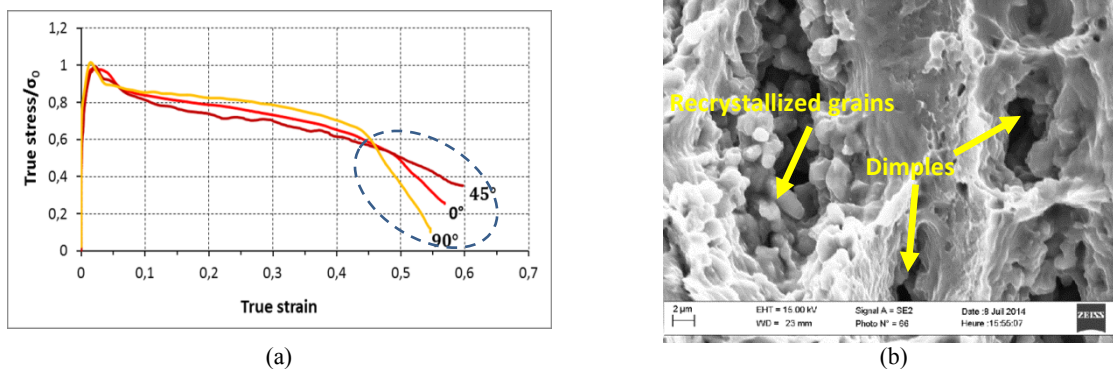 1,2
1
0,8
0,6
0,4
0,2
0
True stress/σ₀
0
0,1
0,2
0,3
0,4
0,5
0,6
0,7
True strain
45°
0°
90°
(a)
Recrystallized grains
Dimples
2 µm
EHT = 15.00 kV
WD = 23 mm
Signal A = SE2
Photo N° = 66
Date :8 Juil 2014
Heure :15:55:07
ZEISS
(b)